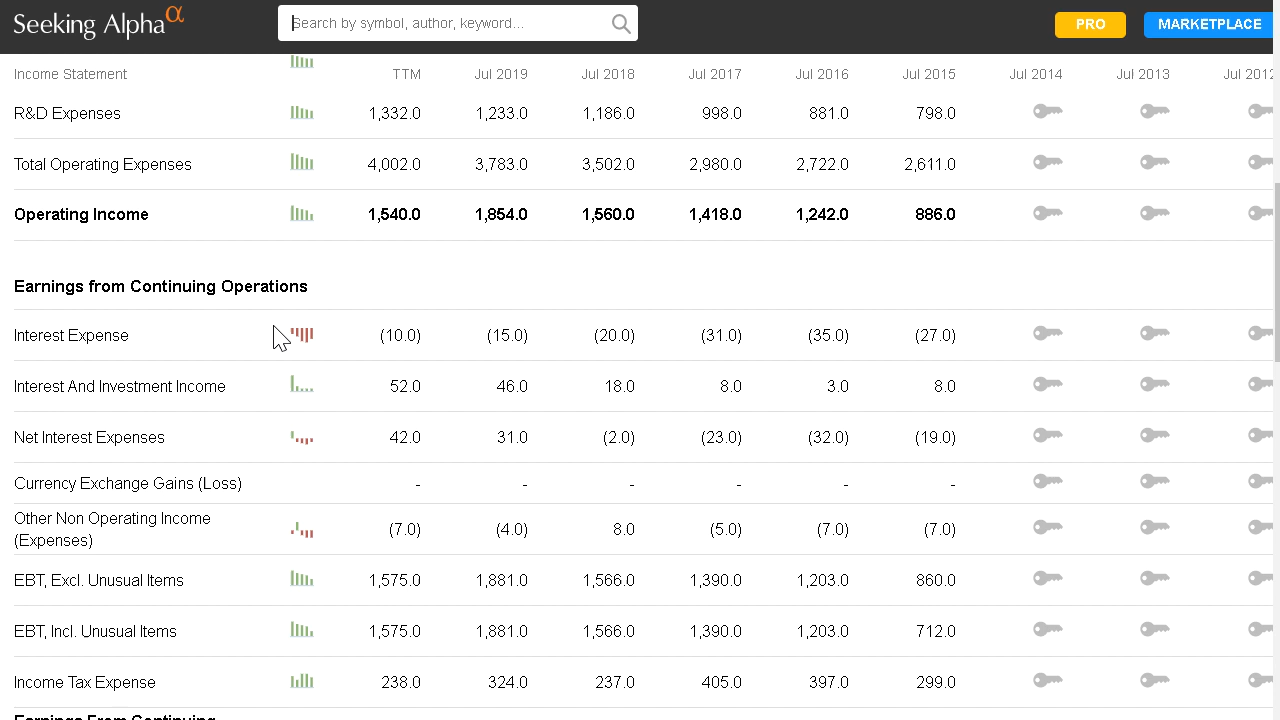 Seeking Alpha α
Search by symbol, author, keyword...
PRO
MARKETPLACE
Income Statement TTM Jul 2019 Jul 2018 Jul 2017 Jul 2016 Jul 2015 Jul 2014 Jul 2013 Jul 2012
R&D Expenses 1,332.0 1,233.0 1,186.0 998.0 881.0 798.0
Total Operating Expenses 4,002.0 3,783.0 3,502.0 2,980.0 2,722.0 2,611.0
Operating Income 1,540.0 1,854.0 1,560.0 1,418.0 1,242.0 886.0
Earnings from Continuing Operations
Interest Expense (10.0) (15.0) (20.0) (31.0) (35.0) (27.0)
Interest And Investment Income 52.0 46.0 18.0 8.0 3.0 8.0
Net Interest Expenses 42.0 31.0 (2.0) (23.0) (32.0) (19.0)
Currency Exchange Gains (Loss) - - - - - -
Other Non Operating Income
(Expenses) (7.0) (4.0) 8.0 (5.0) (7.0) (7.0)
EBT, Excl. Unusual Items 1,575.0 1,881.0 1,566.0 1,390.0 1,203.0 860.0
EBT, Incl. Unusual Items 1,575.0 1,881.0 1,566.0 1,390.0 1,203.0 712.0
Income Tax Expense 238.0 324.0 237.0 405.0 397.0 299.0
Earnings From Continuing